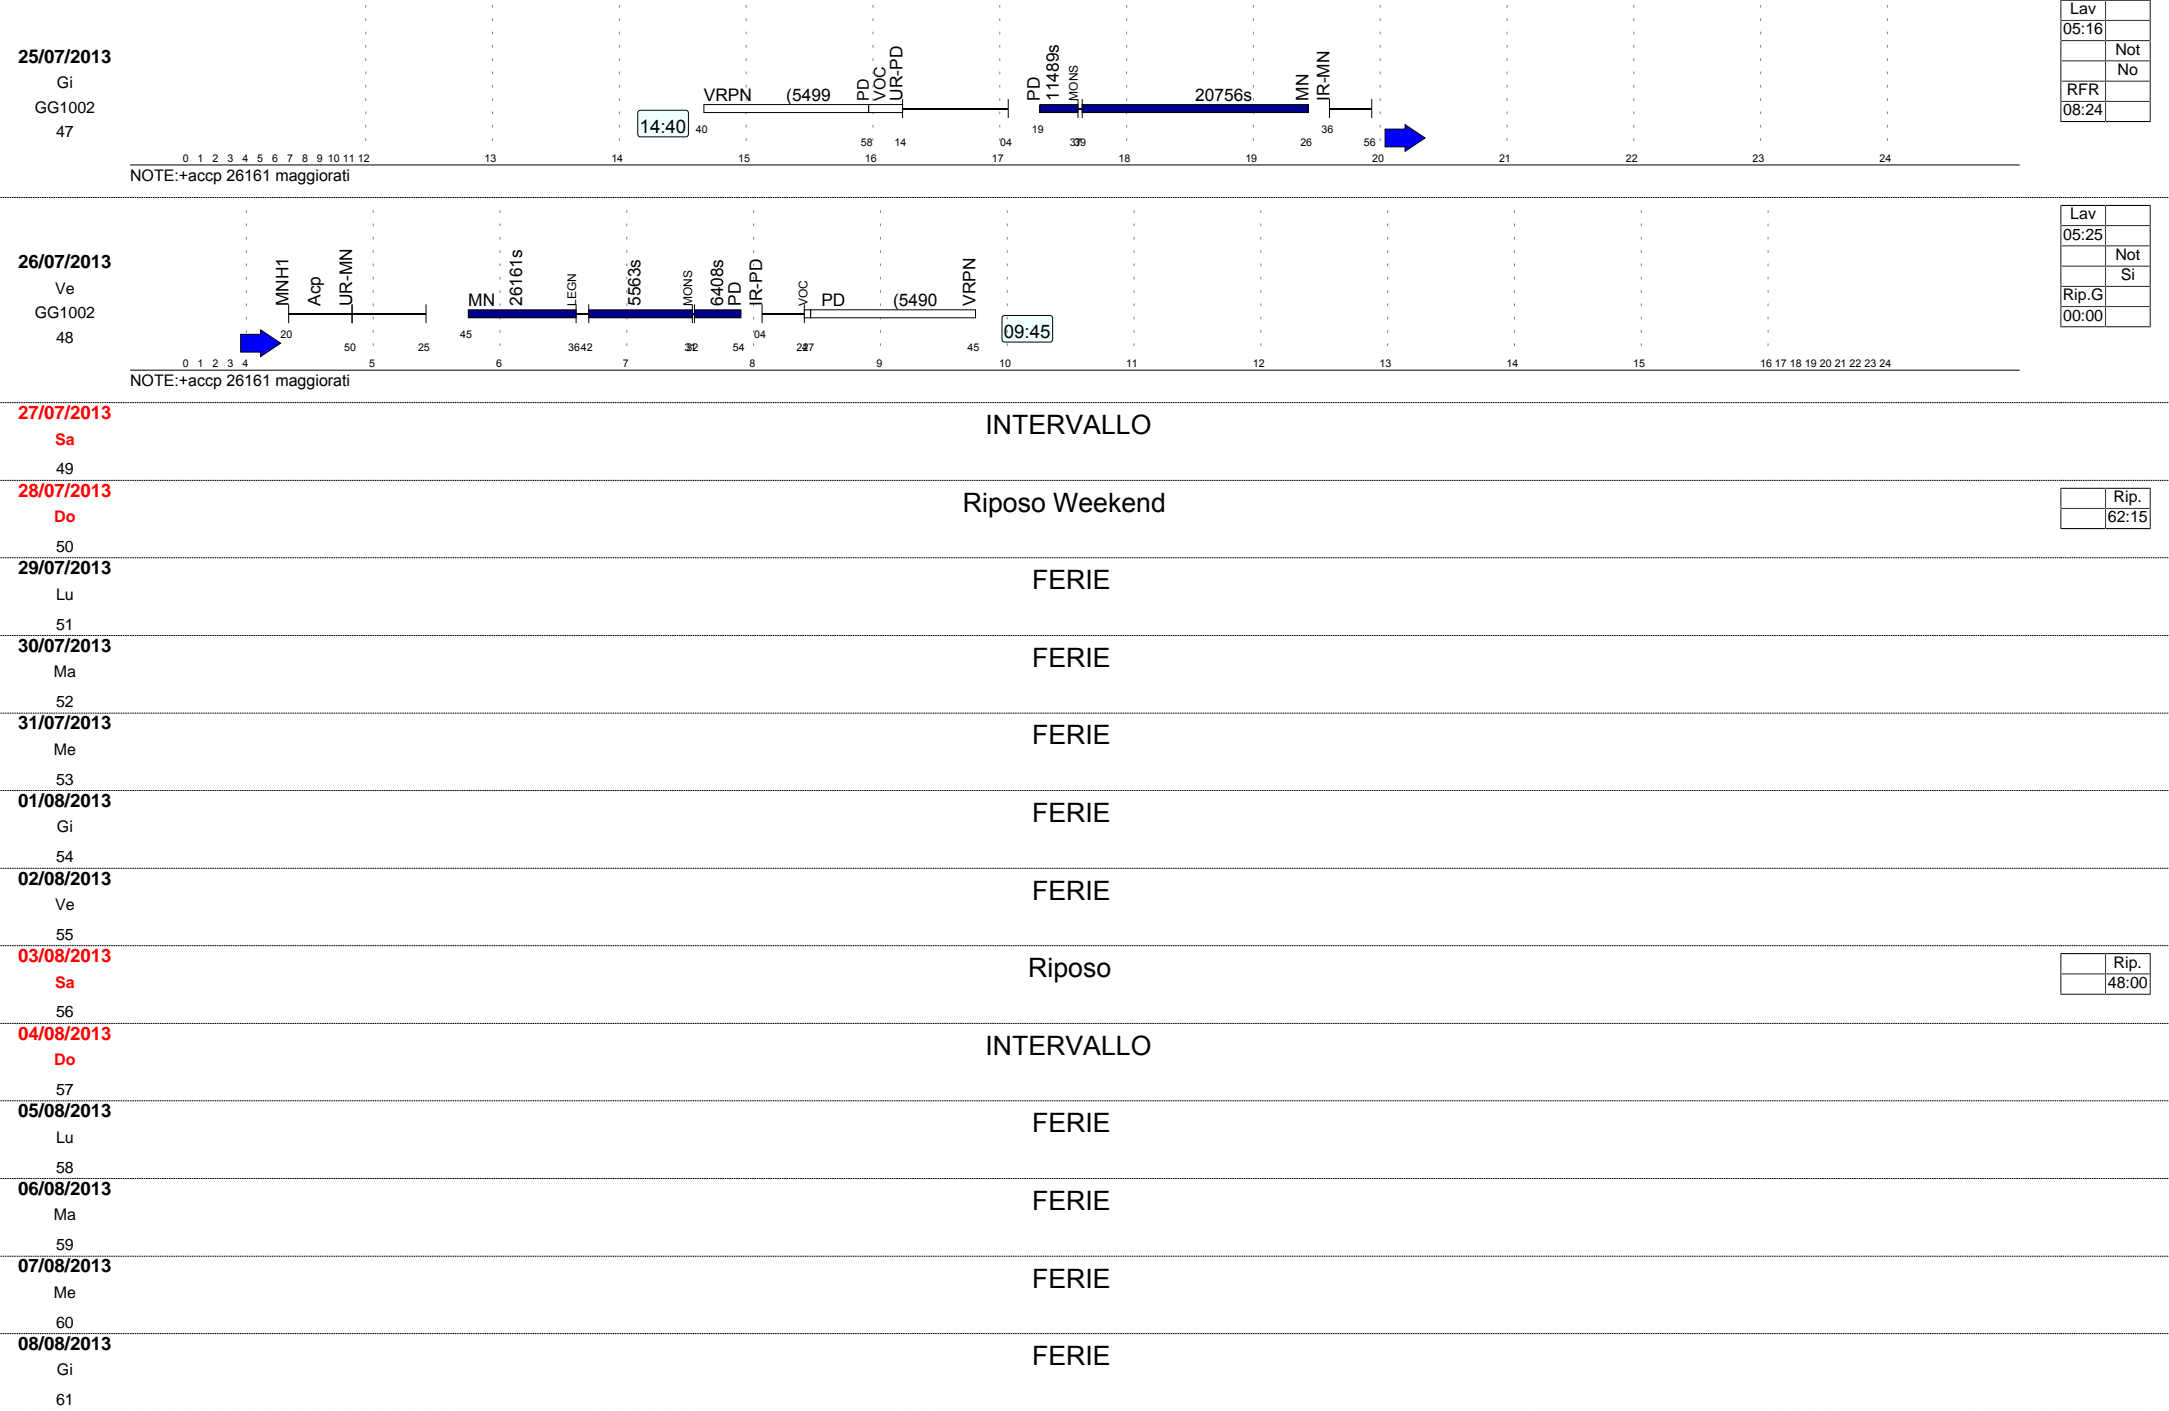 25/07/2013
Gi
GG1002
47
VRPN (5499 PD VOC UR-PD PD 11489s MONS 20756s MN IR-MN
14:40 40 58 14 04 19 37 39 26 36 56
0 1 2 3 4 5 6 7 8 9 10 11 12 13 14 15 16 17 18 19 20 21 22 23 24
NOTE:+accp 26161 maggiorati
Lav
05:16
Not
No
RFR
08:24
26/07/2013
Ve
GG1002
48
MNH1 Acp UR-MN MN 26161s LEGN 5563s MONS 6408s PD IR-PD VOC PD (5490 VRPN
20 50 25 45 36 42 31 32 54 04 24 27 45 09:45
0 1 2 3 4 5 6 7 8 9 10 11 12 13 14 15 16 17 18 19 20 21 22 23 24
NOTE:+accp 26161 maggiorati
Lav
05:25
Not
Si
Rip.G
00:00
27/07/2013
Sa
49
INTERVALLO
28/07/2013
Do
50
Riposo Weekend
Rip.
62:15
29/07/2013
Lu
51
FERIE
30/07/2013
Ma
52
FERIE
31/07/2013
Me
53
FERIE
01/08/2013
Gi
54
FERIE
02/08/2013
Ve
55
FERIE
03/08/2013
Sa
56
Riposo
Rip.
48:00
04/08/2013
Do
57
INTERVALLO
05/08/2013
Lu
58
FERIE
06/08/2013
Ma
59
FERIE
07/08/2013
Me
60
FERIE
08/08/2013
Gi
61
FERIE